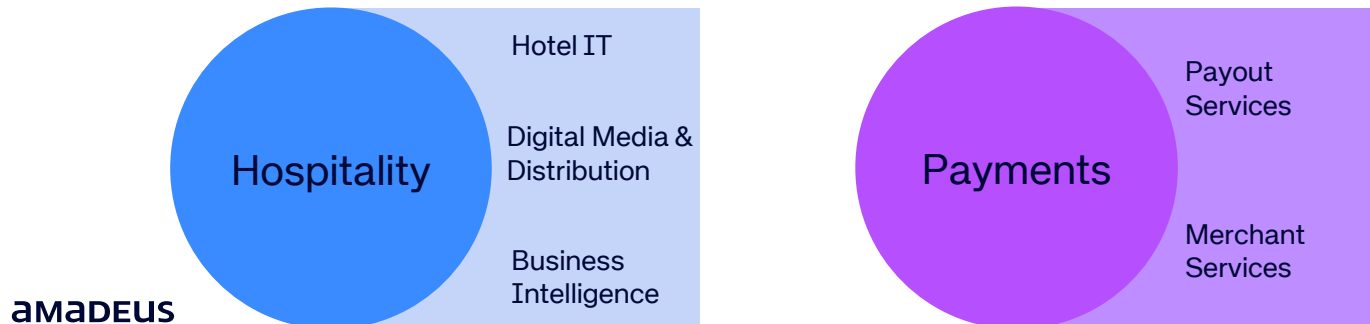 Hospitality
Hotel IT
Digital Media &
Distribution
Business
Intelligence
Payments
Payout
Services
Merchant
Services
amadeus